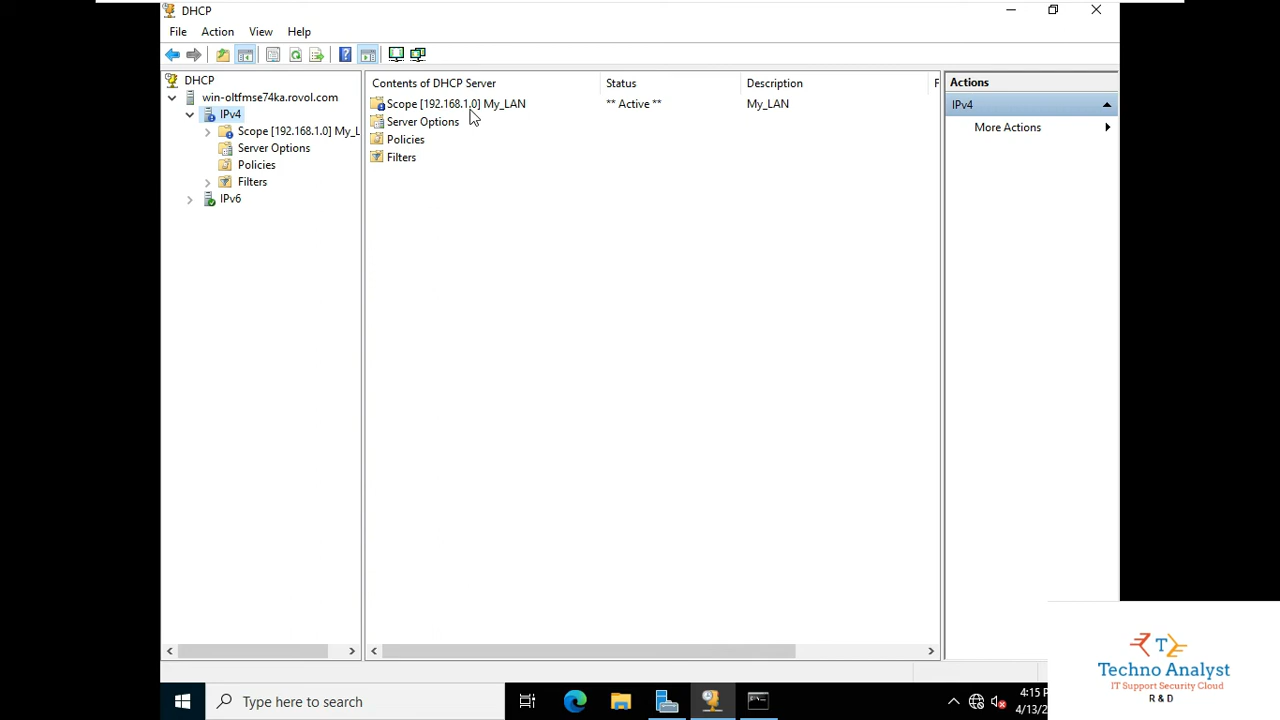 DHCP
File Action View Help
DHCP
win-oltfmse74ka.rovol.com
IPv4
Scope [192.168.1.0] My_L
Server Options
Policies
Filters
IPv6
Contents of DHCP Server Status Description F
Scope [192.168.1.0] My_LAN ** Active ** My_LAN
Server Options
Policies
Filters
Actions
IPv4
More Actions
Type here to search
4:15 P
4/13/2
T
Techno Analyst
IT Support Security Cloud
R & D